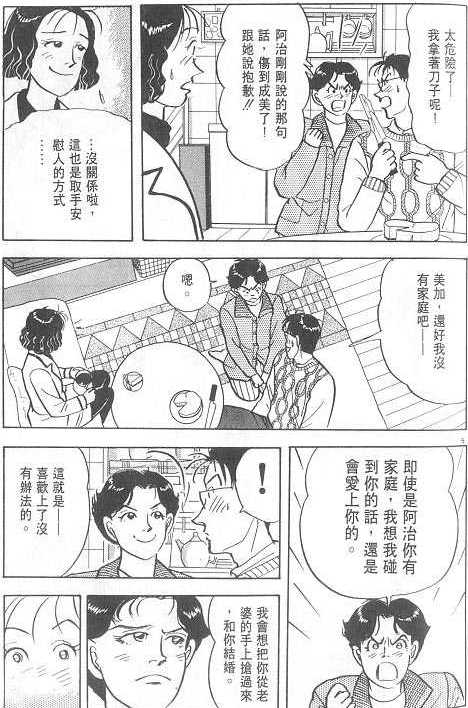 太危險了──
我拿著刀子呢！
阿治剛剛說的那句
話，傷到成美了！
跟她說抱歉!!
…沒關係啦，
這也是取手安
慰人的方式
……
美加，還好我沒
有家庭吧──
嗯。
5
即使是阿治你有
家庭，我想我碰
到你的話，還是
會愛上你的。
！
這就是──
喜歡上了沒
有辦法的。
我會想把你從老
婆的手上搶過來
，和你結婚。